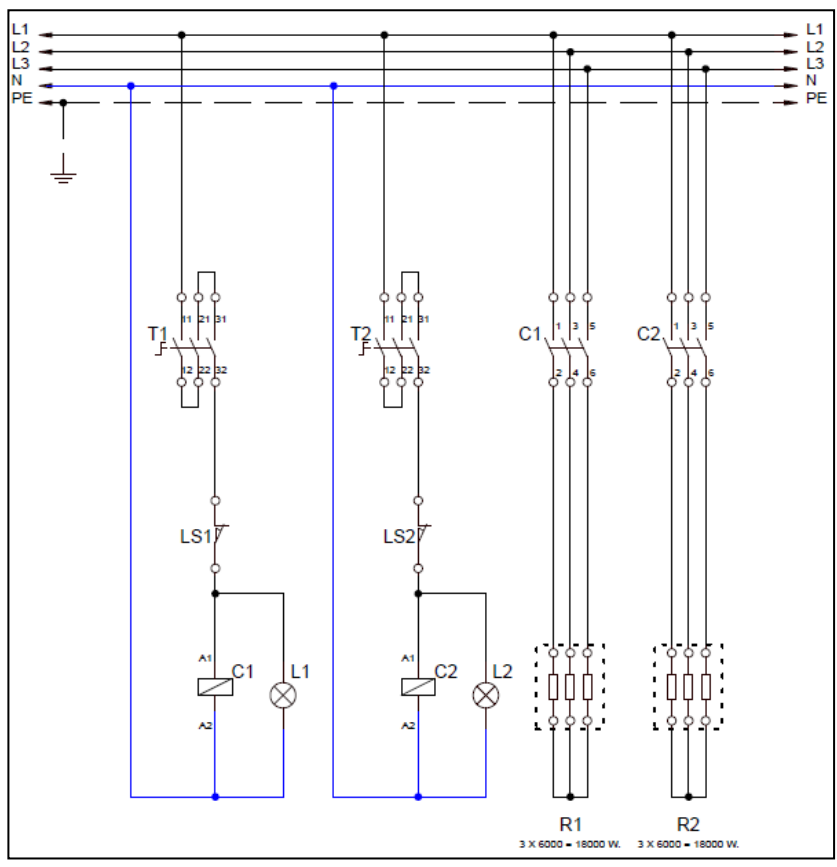 L1 L1
L2 L2
L3 L3
N
PE PE
11 21 31 11 21 31 1 3 5 1 3 5
T1 T2 C1 C2
12 22 32 12 22 32 2 4 6 2 4 6
LS1 LS2
A1 A1
C1 L1 C2 L2
A2 A2
R1 R2
3 X 6000 = 18000 W. 3 X 6000 = 18000 W.